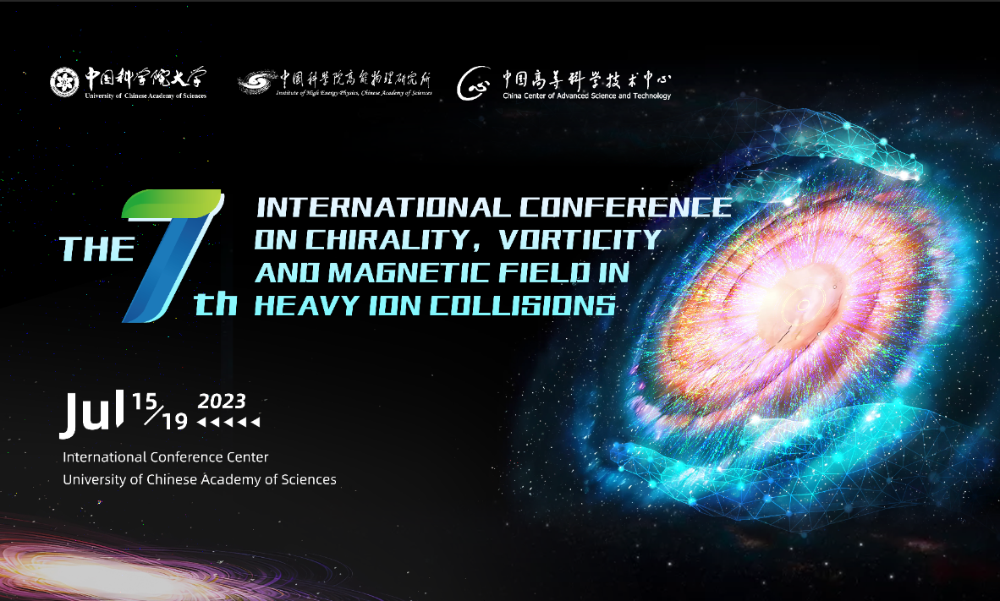 中国科学院大学
University of Chinese Academy of Sciences
中国科学院高能物理研究所
Institute of High Energy Physics, Chinese Academy of Sciences
中国高等科学技术中心
China Center of Advanced Science and Technology
THE 7th
INTERNATIONAL CONFERENCE
ON CHIRALITY, VORTICITY
AND MAGNETIC FIELD IN
HEAVY ION COLLISIONS
Jul 15/19 2023
International Conference Center
University of Chinese Academy of Sciences